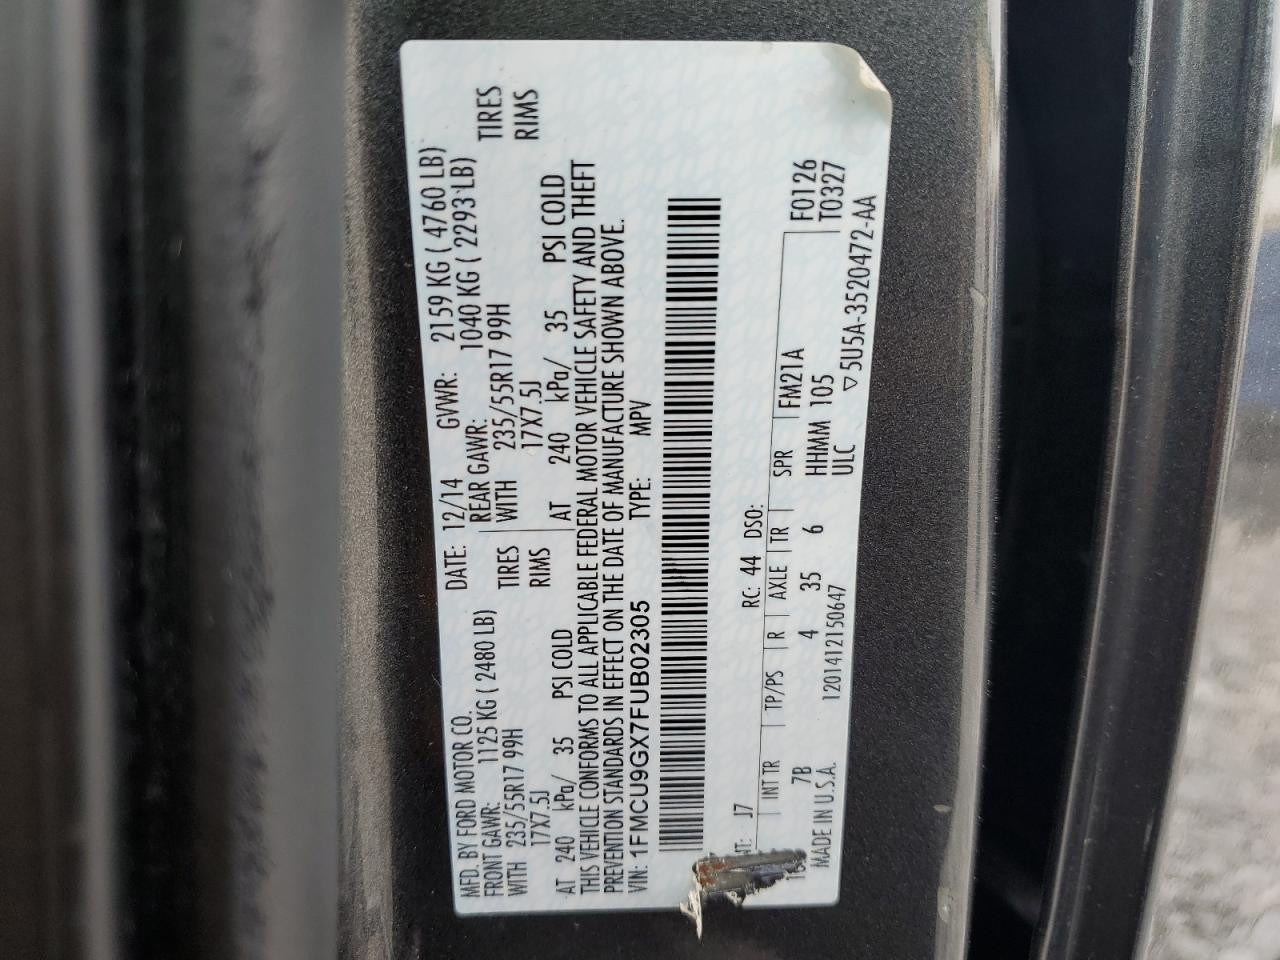 MFD. BY FORD MOTOR CO.
DATE: 12/14 GVWR: 2159 KG ( 4760 LB)
FRONT GAWR: 1125 KG ( 2480 LB) REAR GAWR: 1040 KG ( 2293 LB)
WITH 235/55R17 99H TIRES WITH 235/55R17 99H TIRES
17X7.5J RIMS 17X7.5J RIMS
AT 240 kPa/ 35 PSI COLD AT 240 kPa/ 35 PSI COLD
THIS VEHICLE CONFORMS TO ALL APPLICABLE FEDERAL MOTOR VEHICLE SAFETY AND THEFT
PREVENTION STANDARDS IN EFFECT ON THE DATE OF MANUFACTURE SHOWN ABOVE.
VIN: 1FMCU9GX7FUB02305 TYPE: MPV
J7 RC: 44 DSO:
INT TR TP/PS R AXLE TR SPR FM21A F0126
7B 4 35 6 HHMM 105 T0327
MADE IN U.S.A. 1201412150647 ULC ▽5U5A-3520472-AA